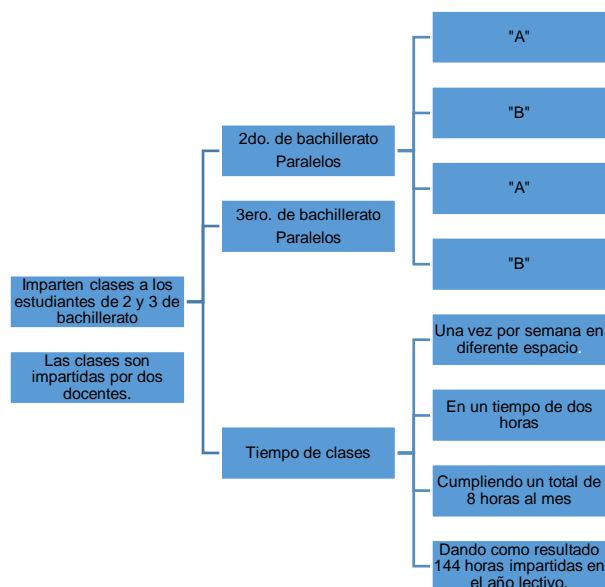 Imparten clases a los
estudiantes de 2 y 3 de
bachillerato
Las clases son
impartidas por dos
docentes.
2do. de bachillerato
Paralelos
3ero. de bachillerato
Paralelos
Tiempo de clases
"A"
"B"
"A"
"B"
Una vez por semana en
diferente espacio.
En un tiempo de dos
horas
Cumpliendo un total de
8 horas al mes
Dando como resultado
144 horas impartidas en
el año lectivo.